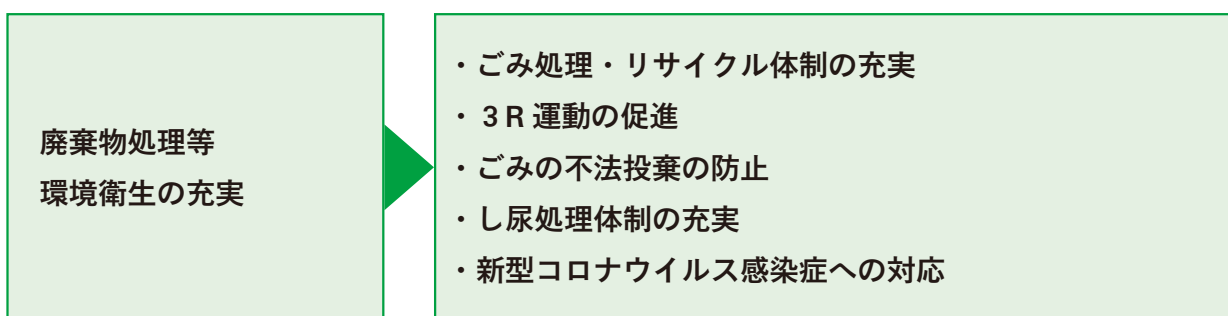 廃棄物処理等
環境衛生の充実
・ごみ処理・リサイクル体制の充実
・３R 運動の促進
・ごみの不法投棄の防止
・し尿処理体制の充実
・新型コロナウイルス感染症への対応